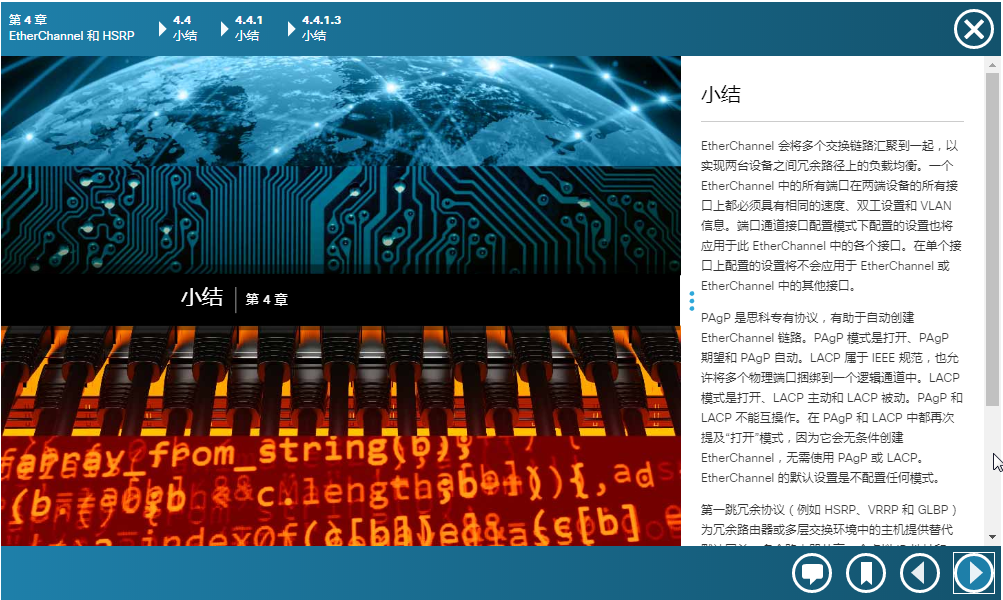 第 4 章
EtherChannel 和 HSRP
4.4
小结
4.4.1
小结
4.4.1.3
小结
小结 第 4 章
array_from_string(b);
小结
EtherChannel 会将多个交换链路汇聚到一起，以
实现两台设备之间冗余路径上的负载均衡。一个
EtherChannel 中的所有端口在两端设备的所有接
口上都必须具有相同的速度、双工设置和 VLAN
信息。端口通道接口配置模式下配置的设置也将
应用于此 EtherChannel 中的各个接口。在单个接
口上配置的设置将不会应用于 EtherChannel 或
EtherChannel 中的其他接口。
PAgP 是思科专有协议，有助于自动创建
EtherChannel 链路。PAgP 模式是打开、PAgP
期望和 PAgP 自动。LACP 属于 IEEE 规范，也允
许将多个物理端口捆绑到一个逻辑通道中。LACP
模式是打开、LACP 主动和 LACP 被动。PAgP 和
LACP 不能互操作。在 PAgP 和 LACP 中都再次
提及“打开”模式，因为它会无条件创建
EtherChannel，无需使用 PAgP 或 LACP。
EtherChannel 的默认设置是不配置任何模式。
第一跳冗余协议（例如 HSRP、VRRP 和 GLBP）
为冗余路由器或多层交换环境中的主机提供替代